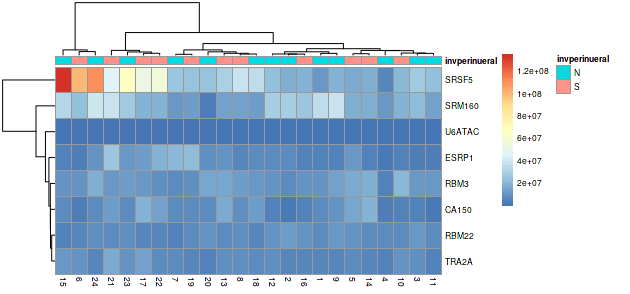 invperinueral
invperinueral
N
S
SRSF5
SRM160
U6ATAC
ESRP1
RBM3
CA150
RBM22
TRA2A
1.2e+08
1e+08
8e+07
6e+07
4e+07
2e+07
15 6 24 21 23 17 22 7 19 20 13 8 18 12 2 16 1 9 5 14 4 10 3 11